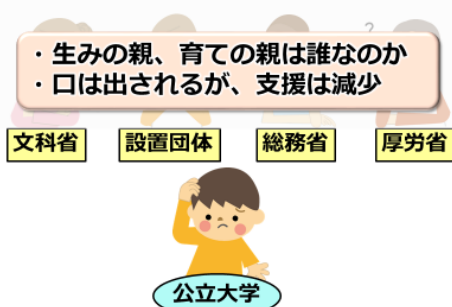 ・生みの親、育ての親は誰なのか
・口は出されるが、支援は減少
?
文科省 設置団体 総務省 厚労省
公立大学